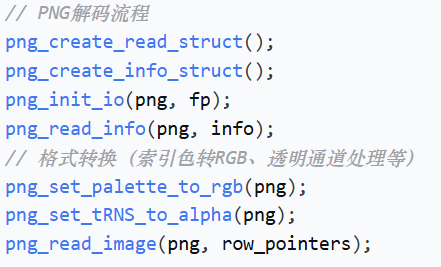 // PNG解码流程
png_create_read_struct();
png_create_info_struct();
png_init_io(png, fp);
png_read_info(png, info);
// 格式转换（索引色转RGB、透明通道处理等）
png_set_palette_to_rgb(png);
png_set_tRNS_to_alpha(png);
png_read_image(png, row_pointers);